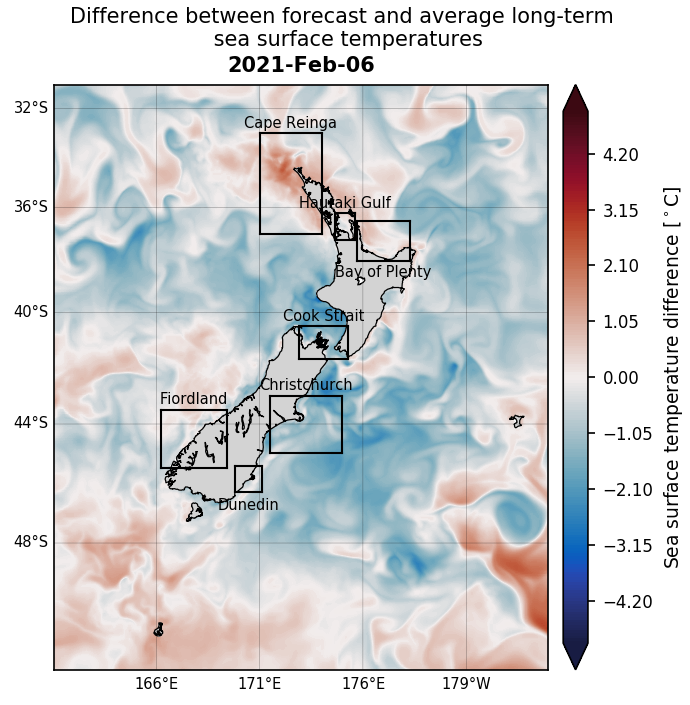 Difference between forecast and average long-term
sea surface temperatures
2021-Feb-06
32°S
36°S
40°S
44°S
48°S
166°E
171°E
176°E
179°W
Cape Reinga
Hauraki Gulf
Bay of Plenty
Cook Strait
Christchurch
Fiordland
Dunedin
4.20
3.15
2.10
1.05
0.00
−1.05
−2.10
−3.15
−4.20
Sea surface temperature difference [°C]